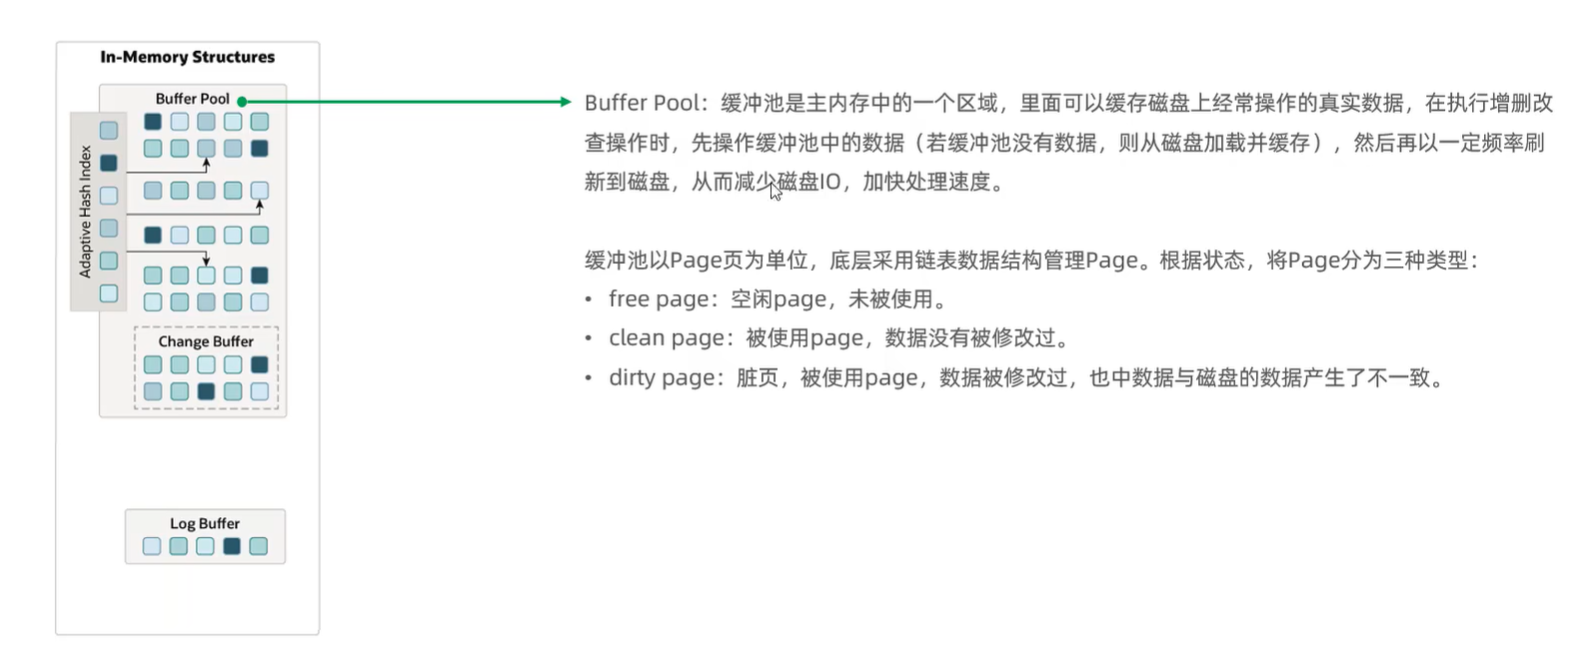 In-Memory Structures
Buffer Pool
Adaptive Hash Index
Change Buffer
Log Buffer
Buffer Pool：缓冲池是主内存中的一个区域，里面可以缓存磁盘上经常操作的真实数据，在执行增删改
查操作时，先操作缓冲池中的数据（若缓冲池没有数据，则从磁盘加载并缓存），然后再以一定频率刷
新到磁盘，从而减少磁盘IO，加快处理速度。
缓冲池以Page页为单位，底层采用链表数据结构管理Page。根据状态，将Page分为三种类型：
• free page：空闲page，未被使用。
• clean page：被使用page，数据没有被修改过。
• dirty page：脏页，被使用page，数据被修改过，也中数据与磁盘的数据产生了不一致。